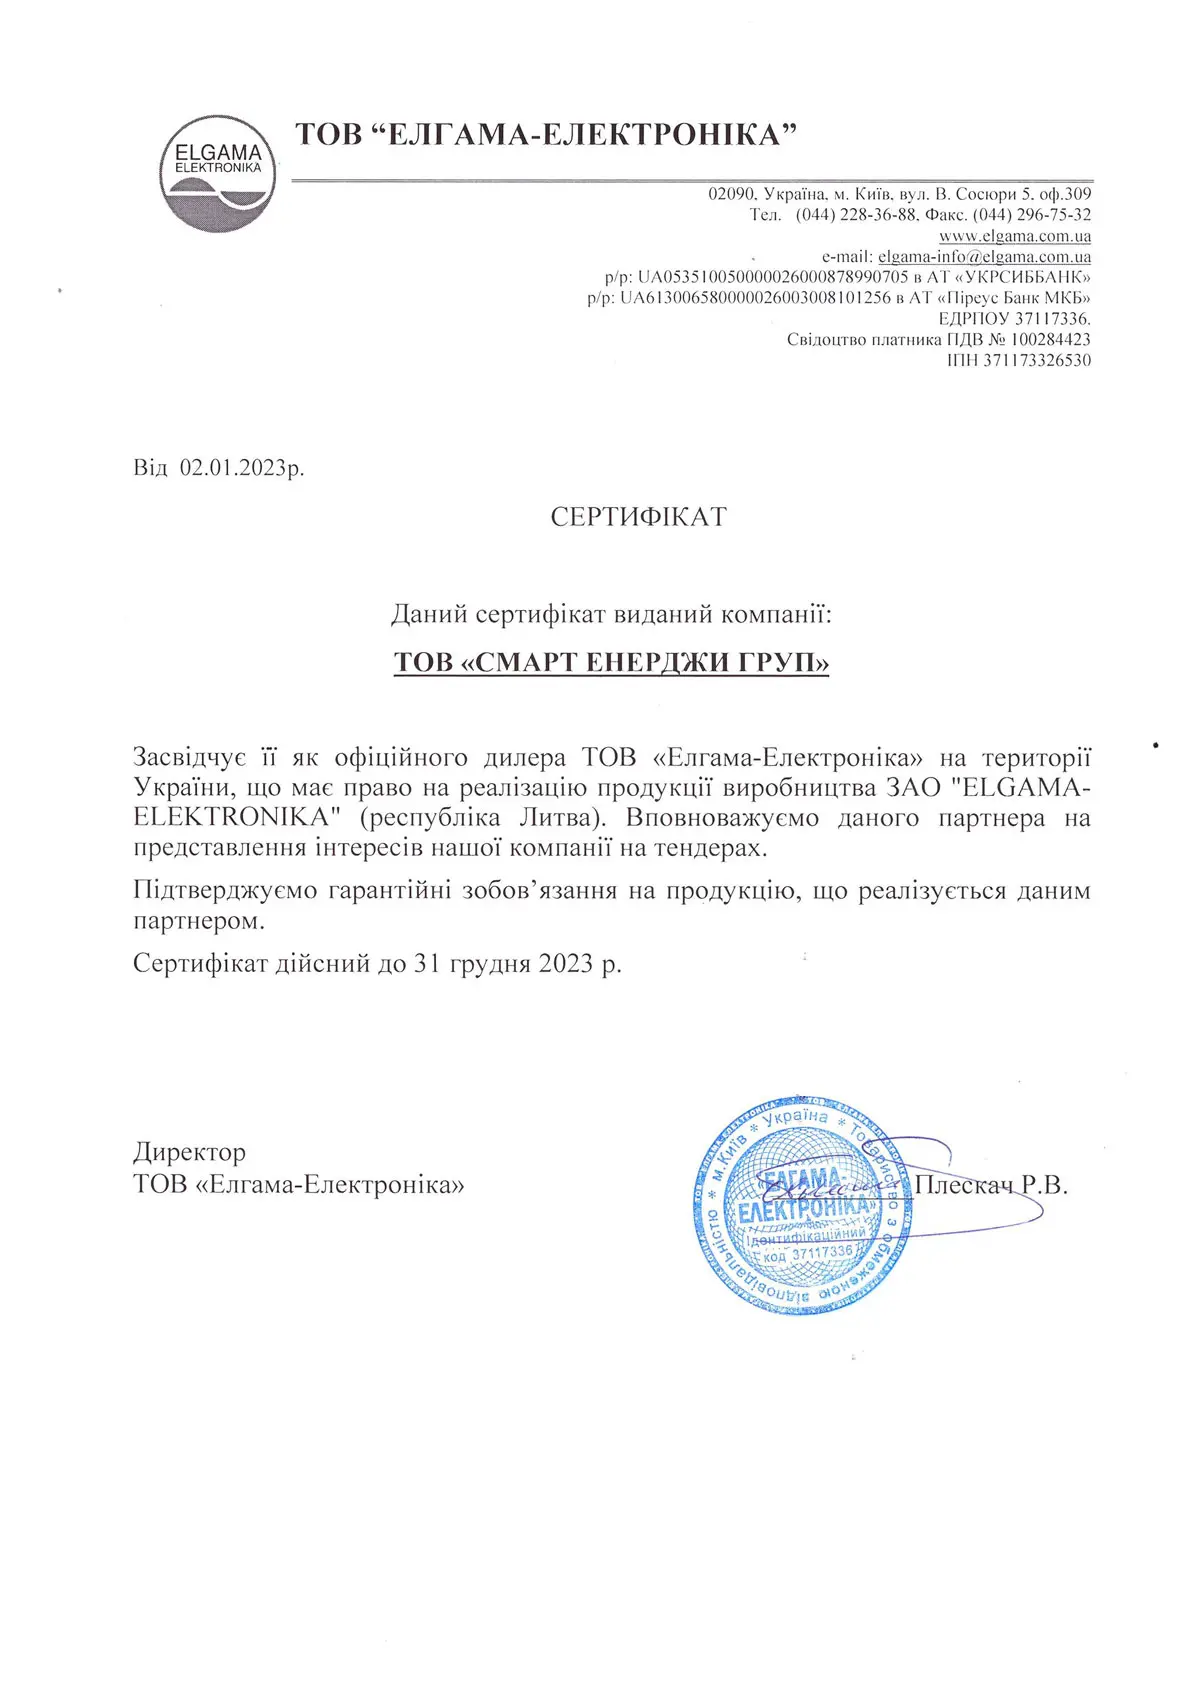 ELGAMA
ELEKTRONIKA
ТОВ “ЕЛГАМА-ЕЛЕКТРОНІКА”
02090, Україна, м. Київ, вул. В. Сосюри 5, оф.309
Тел. (044) 228-36-88, Факс. (044) 296-75-32
www.elgama.com.ua
e-mail: elgama-info@elgama.com.ua
р/р: UA053510050000026000878990705 в АТ «УКРСИББАНК»
р/р: UA613006580000026003008101256 в АТ «Піреус Банк МКБ»
ЕДРПОУ 37117336.
Свідоцтво платника ПДВ № 100284423
ІПН 371173326530
Від 02.01.2023р.
СЕРТИФІКАТ
Даний сертифікат виданий компанії:
ТОВ «СМАРТ ЕНЕРДЖИ ГРУП»
Засвідчує її як офіційного дилера ТОВ «Елгама-Електроніка» на території
України, що має право на реалізацію продукції виробництва ЗАО "ELGAMA-
ELEKTRONIKA" (республіка Литва). Вповноважуємо даного партнера на
представлення інтересів нашої компанії на тендерах.
Підтверджуємо гарантійні зобов’язання на продукцію, що реалізується даним
партнером.
Сертифікат дійсний до 31 грудня 2023 р.
Директор
ТОВ «Елгама-Електроніка»
Плескач Р.В.
м.Київ * Україна * Товариство з обмеженою відповідальністю *
«ЕЛГАМА-
ЕЛЕКТРОНІКА»
Ідентифікаційний
код 37117336